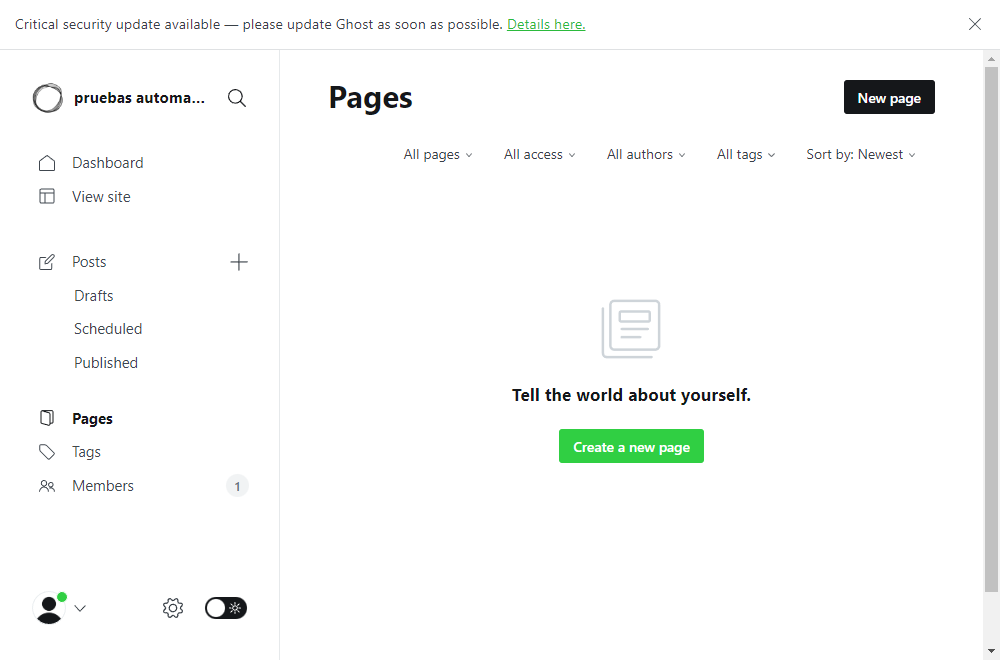 Critical security update available — please update Ghost as soon as possible. Details here.
pruebas automa...
Dashboard
View site
Posts
Drafts
Scheduled
Published
Pages
Tags
Members
1
Pages
New page
All pages
All access
All authors
All tags
Sort by: Newest
Tell the world about yourself.
Create a new page